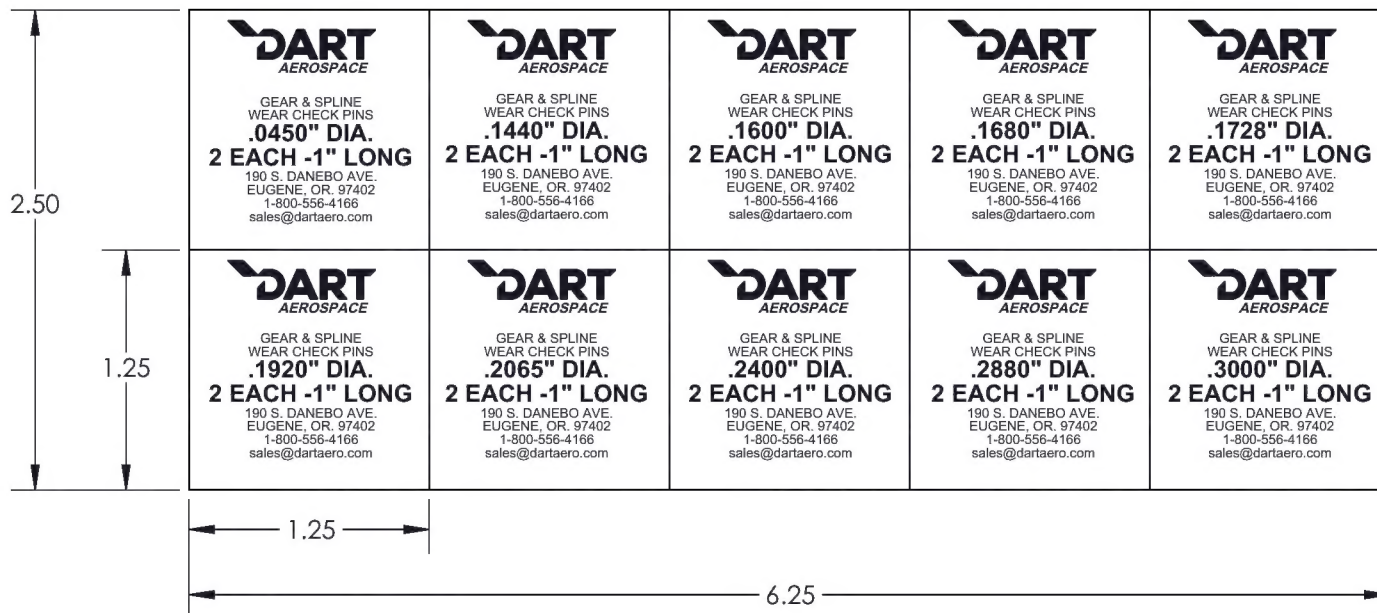 DART
AEROSPACE
GEAR & SPLINE
WEAR CHECK PINS
.0450" DIA.
2 EACH -1" LONG
190 S. DANEBO AVE.
EUGENE, OR. 97402
1-800-556-4166
sales@dartaero.com
DART
AEROSPACE
GEAR & SPLINE
WEAR CHECK PINS
.1440" DIA.
2 EACH -1" LONG
190 S. DANEBO AVE.
EUGENE, OR. 97402
1-800-556-4166
sales@dartaero.com
DART
AEROSPACE
GEAR & SPLINE
WEAR CHECK PINS
.1600" DIA.
2 EACH -1" LONG
190 S. DANEBO AVE.
EUGENE, OR. 97402
1-800-556-4166
sales@dartaero.com
DART
AEROSPACE
GEAR & SPLINE
WEAR CHECK PINS
.1680" DIA.
2 EACH -1" LONG
190 S. DANEBO AVE.
EUGENE, OR. 97402
1-800-556-4166
sales@dartaero.com
DART
AEROSPACE
GEAR & SPLINE
WEAR CHECK PINS
.1728" DIA.
2 EACH -1" LONG
190 S. DANEBO AVE.
EUGENE, OR. 97402
1-800-556-4166
sales@dartaero.com
2.50
DART
AEROSPACE
GEAR & SPLINE
WEAR CHECK PINS
.1920" DIA.
2 EACH -1" LONG
190 S. DANEBO AVE.
EUGENE, OR. 97402
1-800-556-4166
sales@dartaero.com
DART
AEROSPACE
GEAR & SPLINE
WEAR CHECK PINS
.2065" DIA.
2 EACH -1" LONG
190 S. DANEBO AVE.
EUGENE, OR. 97402
1-800-556-4166
sales@dartaero.com
DART
AEROSPACE
GEAR & SPLINE
WEAR CHECK PINS
.2400" DIA.
2 EACH -1" LONG
190 S. DANEBO AVE.
EUGENE, OR. 97402
1-800-556-4166
sales@dartaero.com
DART
AEROSPACE
GEAR & SPLINE
WEAR CHECK PINS
.2880" DIA.
2 EACH -1" LONG
190 S. DANEBO AVE.
EUGENE, OR. 97402
1-800-556-4166
sales@dartaero.com
DART
AEROSPACE
GEAR & SPLINE
WEAR CHECK PINS
.3000" DIA.
2 EACH -1" LONG
190 S. DANEBO AVE.
EUGENE, OR. 97402
1-800-556-4166
sales@dartaero.com
1.25
1.25
6.25